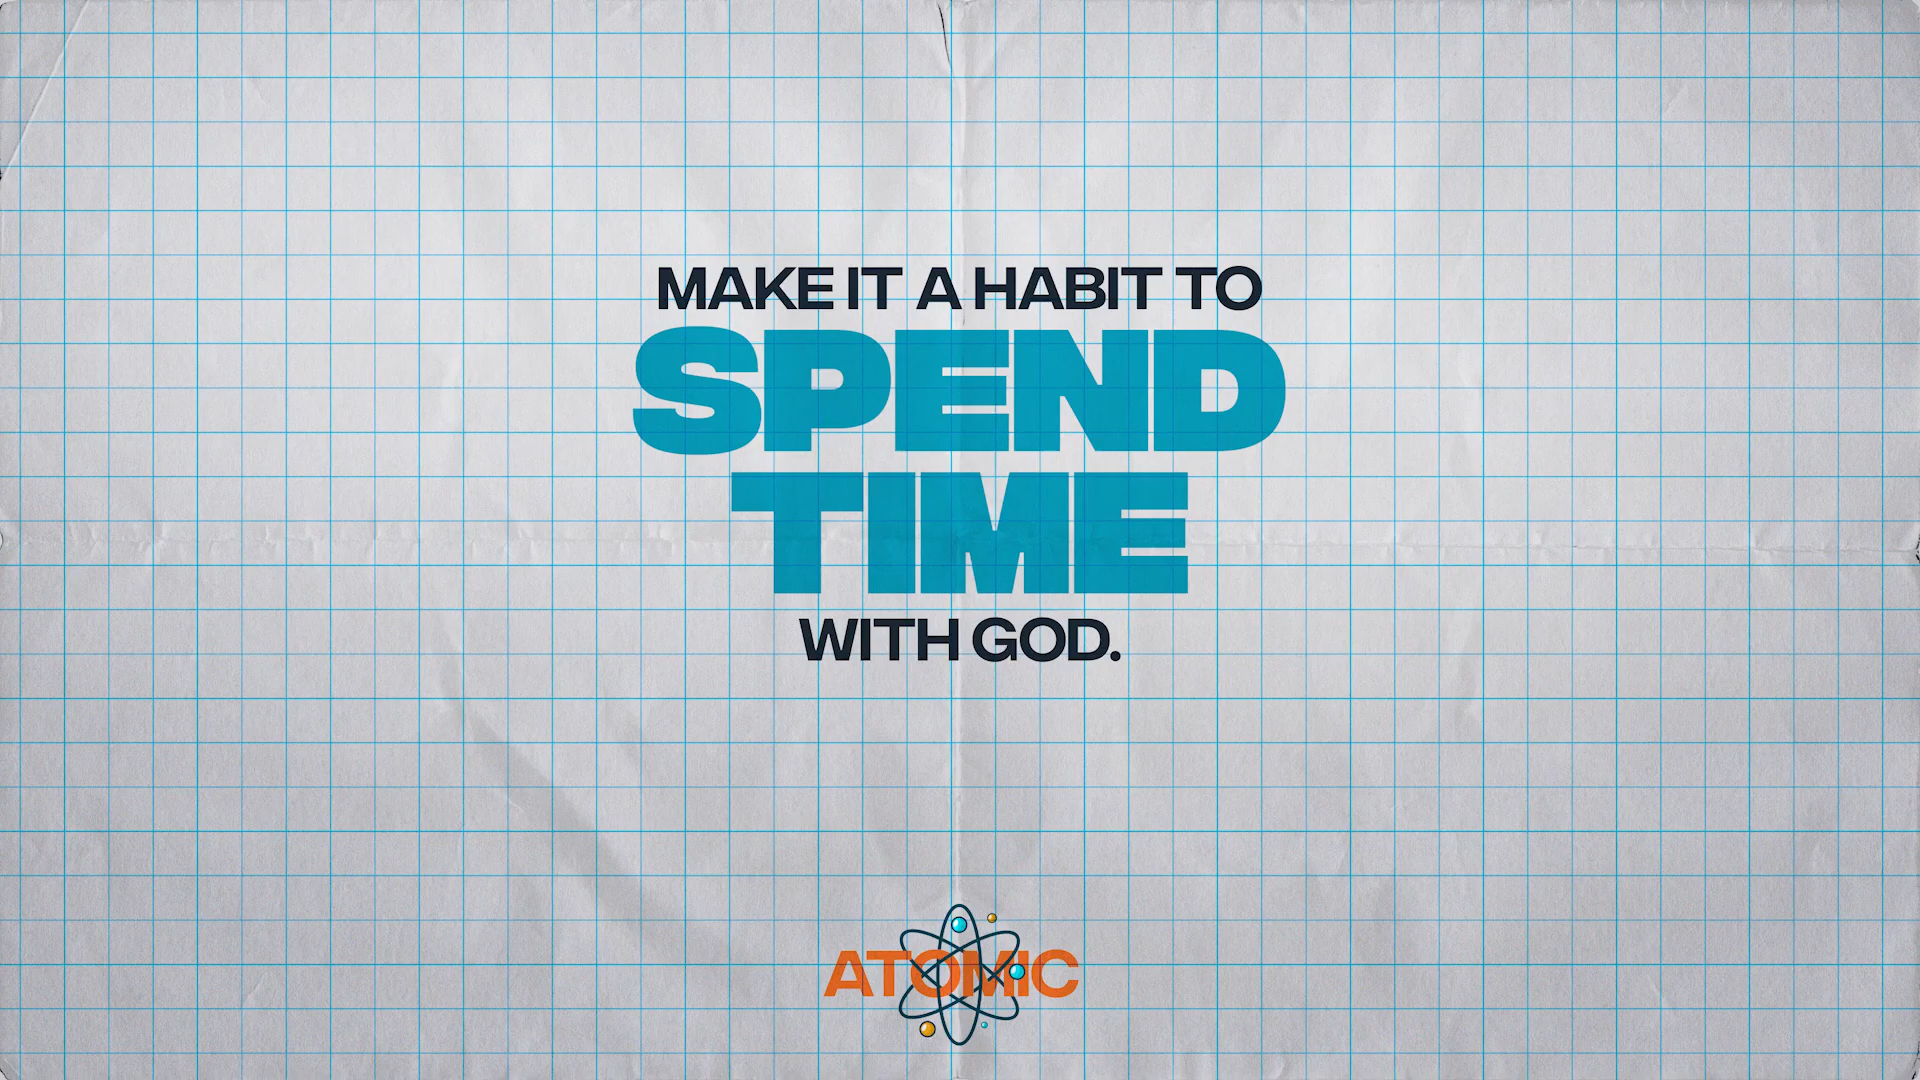 MAKE IT A HABIT TO
SPEND
TIME
WITH GOD.
ATOMIC